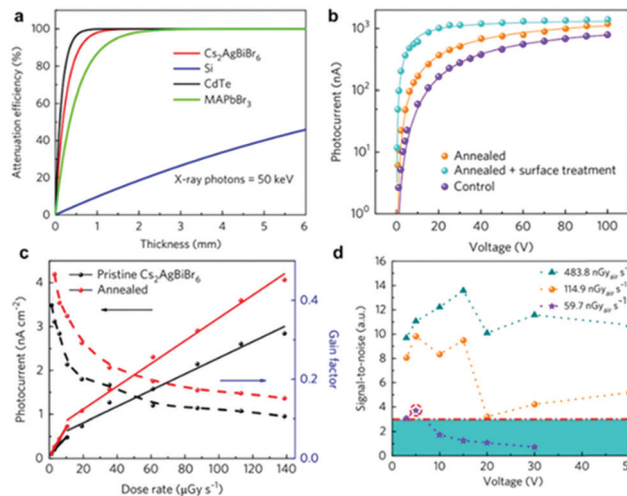 a
Attenuation efficiency (%)
100
80
60
40
20
0
Cs2AgBiBr6
Si
CdTe
MAPbBr3
X-ray photons = 50 keV
0 1 2 3 4 5 6
Thickness (mm)
b
Photocurrent (nA)
10³
10²
10¹
10⁰
Annealed
Annealed + surface treatment
Control
0 20 40 60 80 100
Voltage (V)
c
Photocurrent (nA cm⁻²)
4
3
2
1
0
Pristine Cs2AgBiBr6
Annealed
Gain factor
0.4
0.2
0.0
0 20 40 60 80 100 120 140
Dose rate (μGy s⁻¹)
d
Signal-to-noise (a.u.)
16
14
12
10
8
6
4
2
0
483.8 nGyair s⁻¹
114.9 nGyair s⁻¹
59.7 nGyair s⁻¹
0 10 20 30 50
Voltage (V)